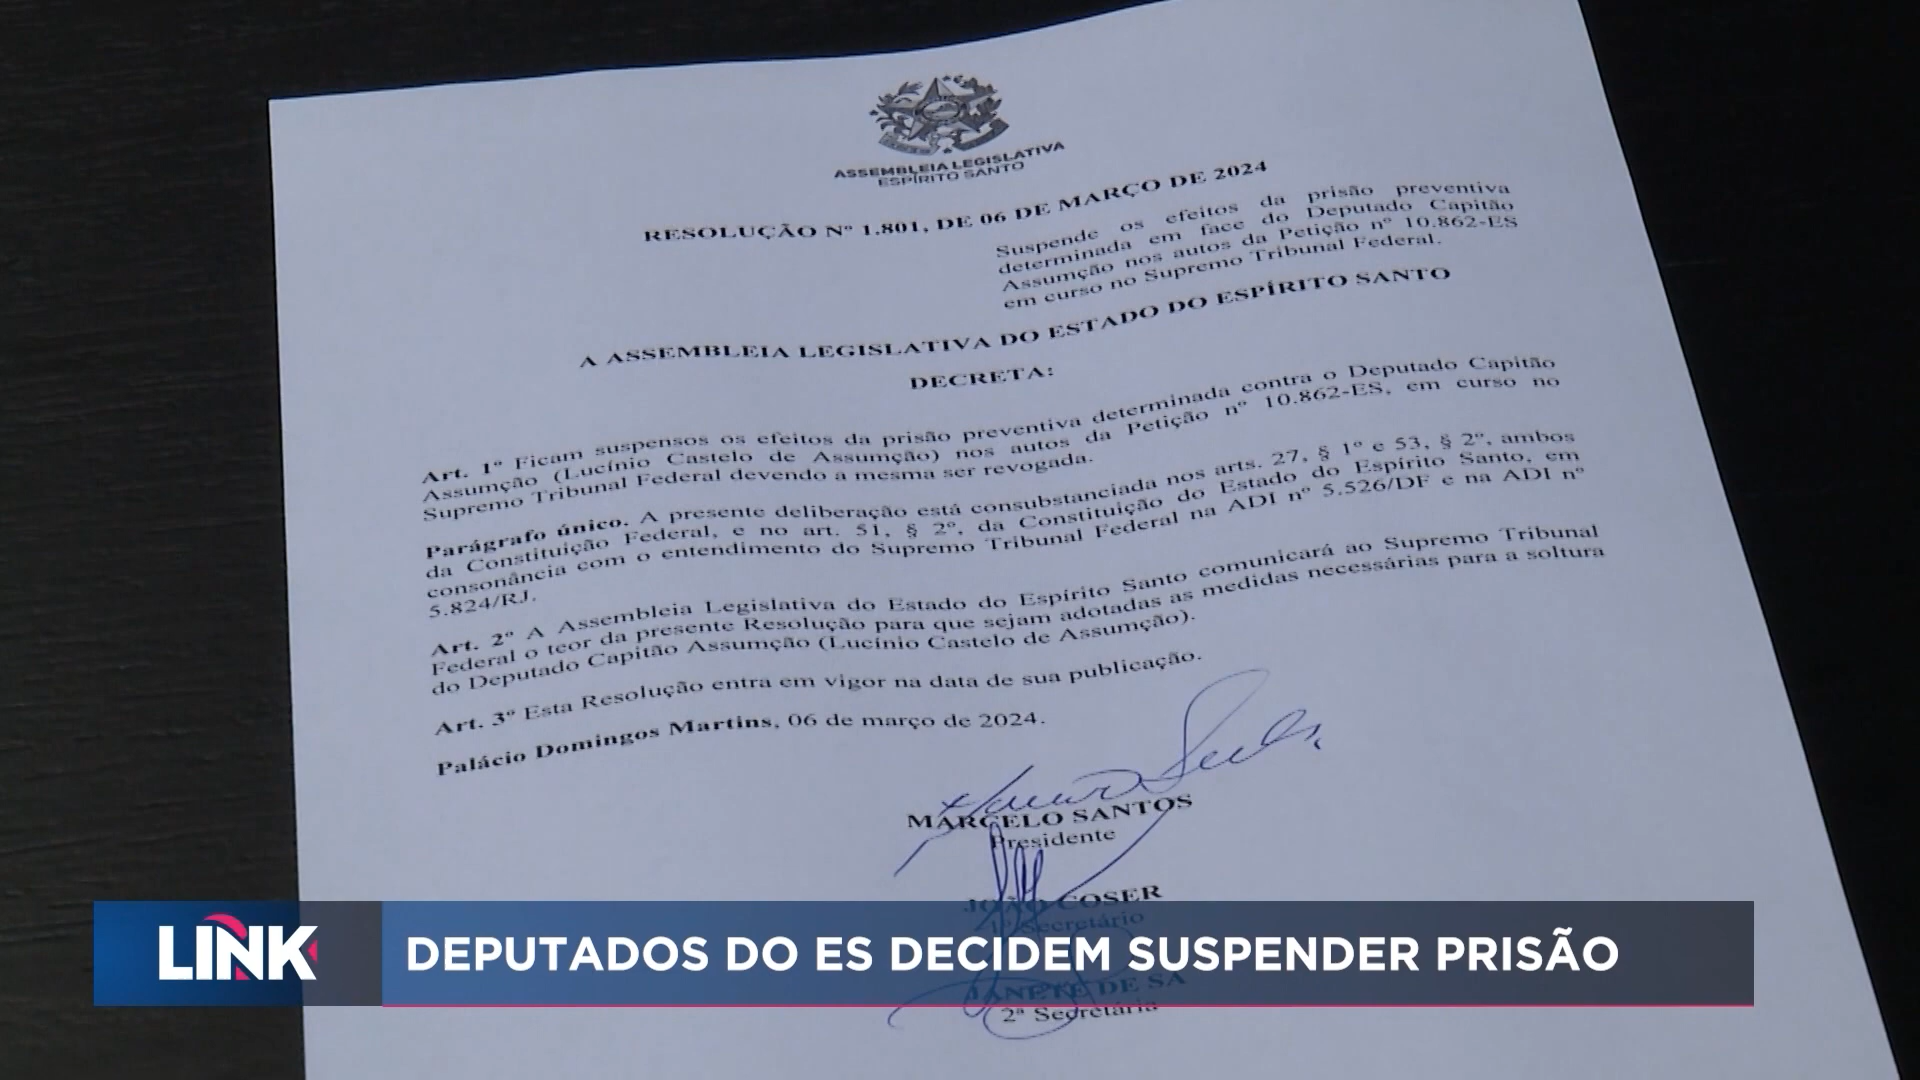 ASSEMBLEIA LEGISLATIVA
ESPÍRITO SANTO
RESOLUÇÃO Nº 1.801, DE 06 DE MARÇO DE 2024
Suspende os efeitos da prisão preventiva
determinada em face do Deputado Capitão
Assumção nos autos da Petição nº 10.862-ES
em curso no Supremo Tribunal Federal.
A ASSEMBLEIA LEGISLATIVA DO ESTADO DO ESPÍRITO SANTO
DECRETA:
Art. 1º Ficam suspensos os efeitos da prisão preventiva determinada contra o Deputado Capitão
Assumção (Lucínio Castelo de Assumção) nos autos da Petição nº 10.862-ES, em curso no
Supremo Tribunal Federal devendo a mesma ser revogada.
Parágrafo único. A presente deliberação está consubstanciada nos arts. 27, § 1º e 53, § 2º, ambos
da Constituição Federal, e no art. 51, § 2º, da Constituição do Estado do Espírito Santo, em
consonância com o entendimento do Supremo Tribunal Federal na ADI nº 5.526/DF e na ADI nº
5.824/RJ.
Art. 2º A Assembleia Legislativa do Estado do Espírito Santo comunicará ao Supremo Tribunal
Federal o teor da presente Resolução para que sejam adotadas as medidas necessárias para a soltura
do Deputado Capitão Assumção (Lucínio Castelo de Assumção).
Art. 3º Esta Resolução entra em vigor na data de sua publicação.
Palácio Domingos Martins, 06 de março de 2024.
MARCELO SANTOS
Presidente
JOÃO COSER
1º Secretário
JANETE DE SÁ
2ª Secretária
LINK
DEPUTADOS DO ES DECIDEM SUSPENDER PRISÃO